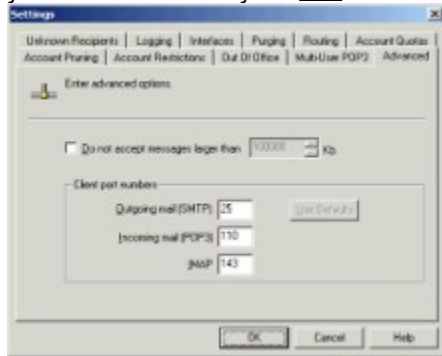 Settings
Unknown Recipients Logging Interfaces Purging Routing Account Quotas
Account Pruning Account Restrictions Out Of Office Multi-User POP3 Advanced
Enter advanced options.
Do not accept messages larger than 100000 Kb
Client port numbers
Outgoing mail (SMTP) 25 Use Defaults
Incoming mail (POP3) 110
IMAP 143
OK Cancel Help